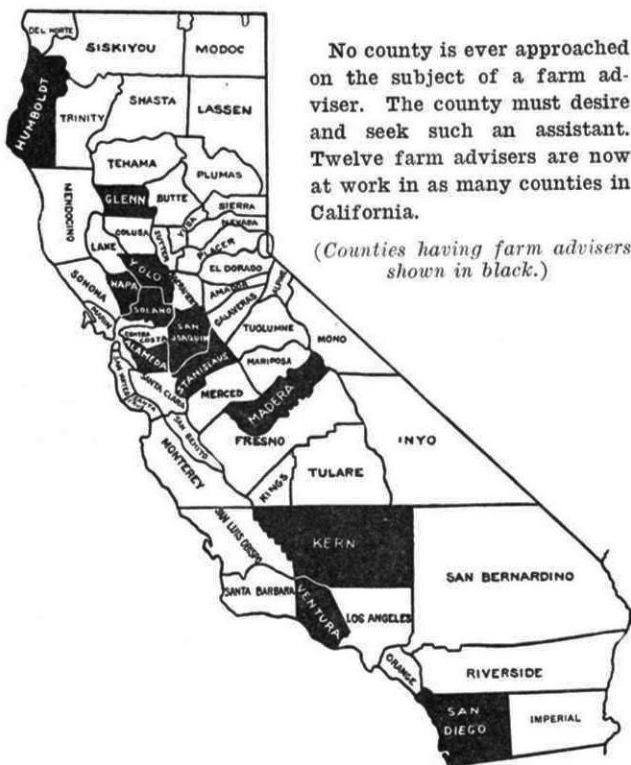 No county is ever approached
on the subject of a farm ad-
viser. The county must desire
and seek such an assistant.
Twelve farm advisers are now
at work in as many counties in
California.
(Counties having farm advisers
shown in black.)
DEL NORTE
SISKIYOU
MODOC
HUMBOLDT
TRINITY
SHASTA
LASSEN
TEHAMA
PLUMAS
MENDOCINO
GLENN
BUTTE
SIERRA
NEVADA
YUBA
COLUSA
SUTTER
PLACER
LAKE
EL DORADO
YOLO
SACRAMENTO
AMADOR
ALPINE
SONOMA
NAPA
SOLANO
CALAVERAS
MARIN
CONTRA
COSTA
SAN
JOAQUIN
TUOLUMNE
MONO
ALAMEDA
STANISLAUS
MARIPOSA
SAN MATEO
SANTA CLARA
MERCED
MADERA
SANTA
SAN BENITO
FRESNO
INYO
MONTEREY
KINGS
TULARE
SAN LUIS OBISPO
KERN
SAN BERNARDINO
SANTA BARBARA
VENTURA
LOS ANGELES
ORANGE
RIVERSIDE
SAN
DIEGO
IMPERIAL